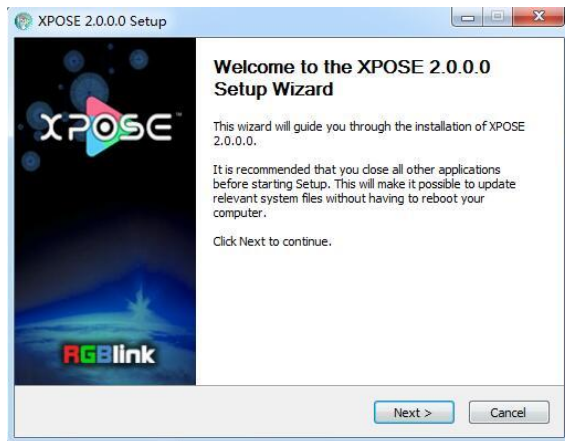 XPOSE 2.0.0.0 Setup
XPOSE™
RGBlink
Welcome to the XPOSE 2.0.0.0
Setup Wizard
This wizard will guide you through the installation of XPOSE
2.0.0.0.
It is recommended that you close all other applications
before starting Setup. This will make it possible to update
relevant system files without having to reboot your
computer.
Click Next to continue.
Next >
Cancel